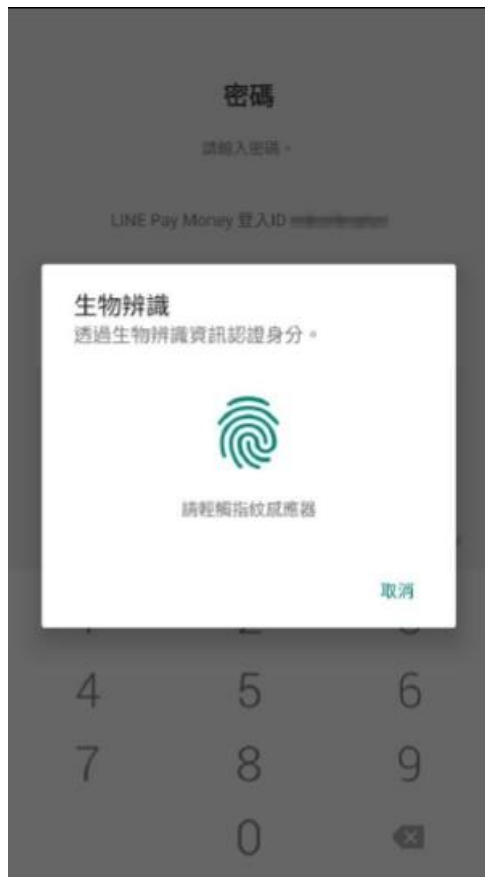 密碼
請輸入密碼。
LINE Pay Money 登入ID
生物辨識
透過生物辨識資訊認證身分。
請輕觸指紋感應器
取消
4 5 6
7 8 9
0